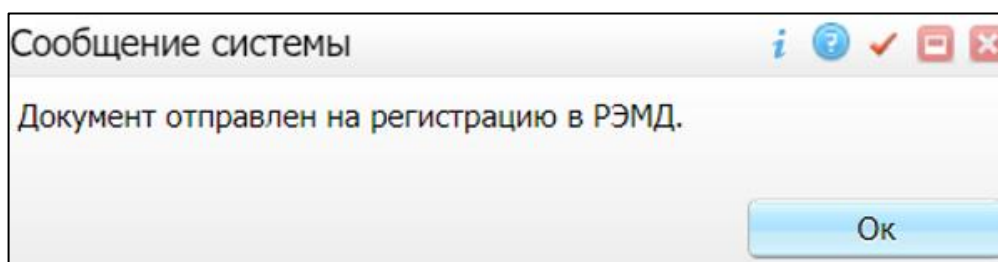 Сообщение системы
Документ отправлен на регистрацию в РЭМД.
Ок